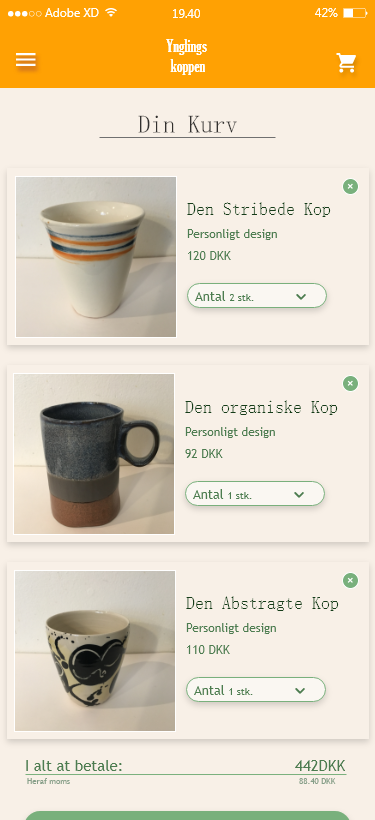 Adobe XD 19.40 42%
Ynglings
koppen
Din Kurv
Den Stribede Kop
Personligt design
120 DKK
Antal 2 stk.
Den organiske Kop
Personligt design
92 DKK
Antal 1 stk.
Den Abstragte Kop
Personligt design
110 DKK
Antal 1 stk.
I alt at betale: 442DKK
Heraf moms 88.40 DKK